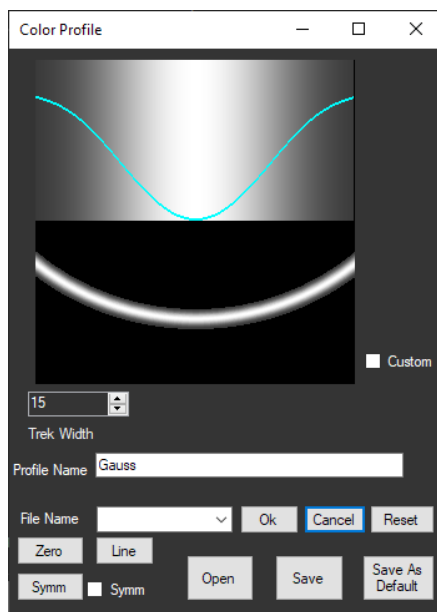 Color Profile
Custom
15
Trek Width
Profile Name Gauss
File Name Ok Cancel Reset
Zero Line
Symm Symm Open Save Save As
Default